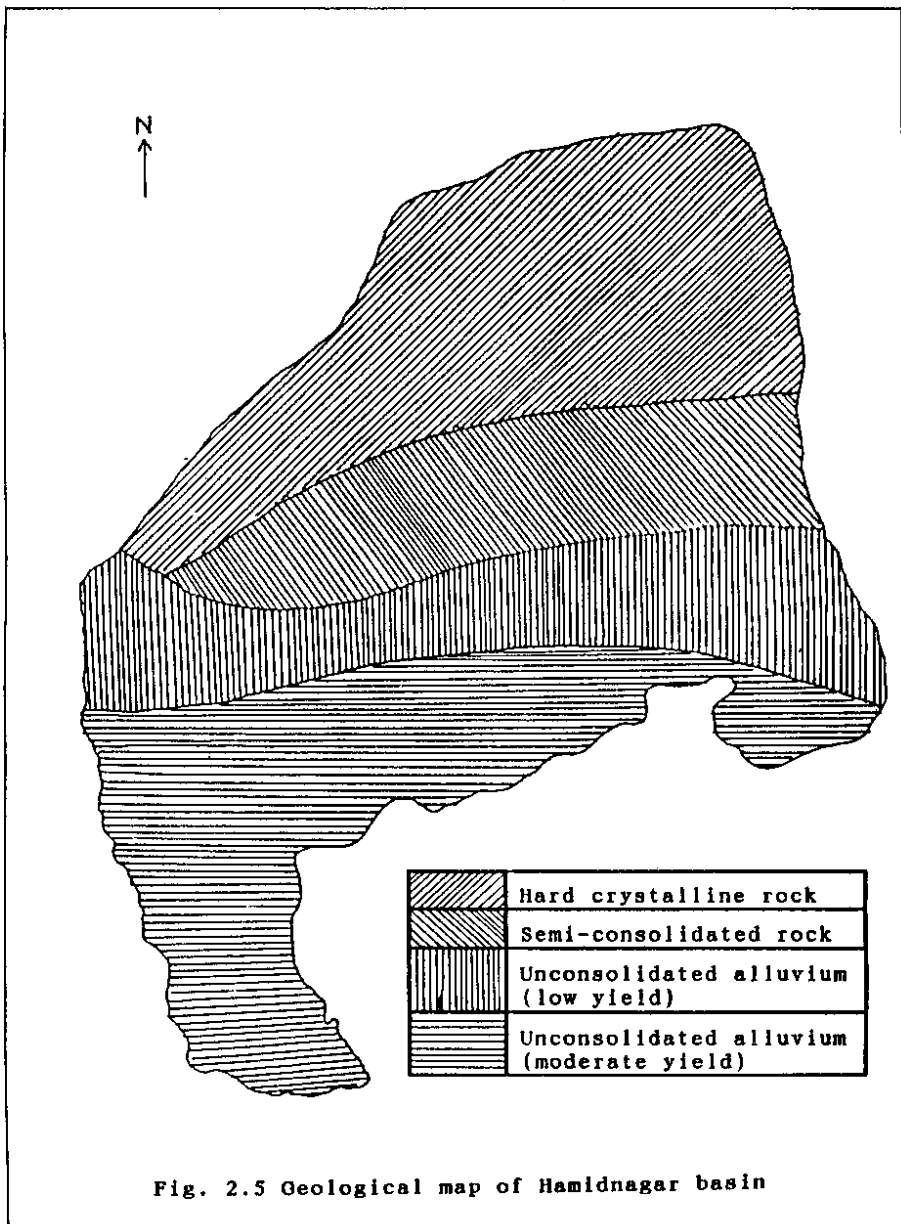 N
Hard crystalline rock
Semi-consolidated rock
Unconsolidated alluvium
(low yield)
Unconsolidated alluvium
(moderate yield)
Fig. 2.5 Geological map of Hamidnagar basin